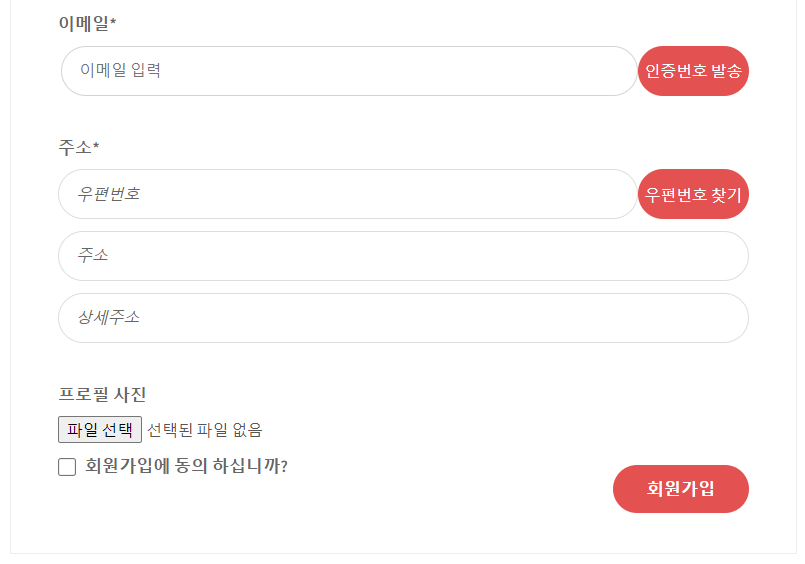 이메일*
이메일 입력 인증번호 발송
주소*
우편번호 우편번호 찾기
주소
상세주소
프로필 사진
파일 선택 선택된 파일 없음
회원가입에 동의 하십니까?
회원가입